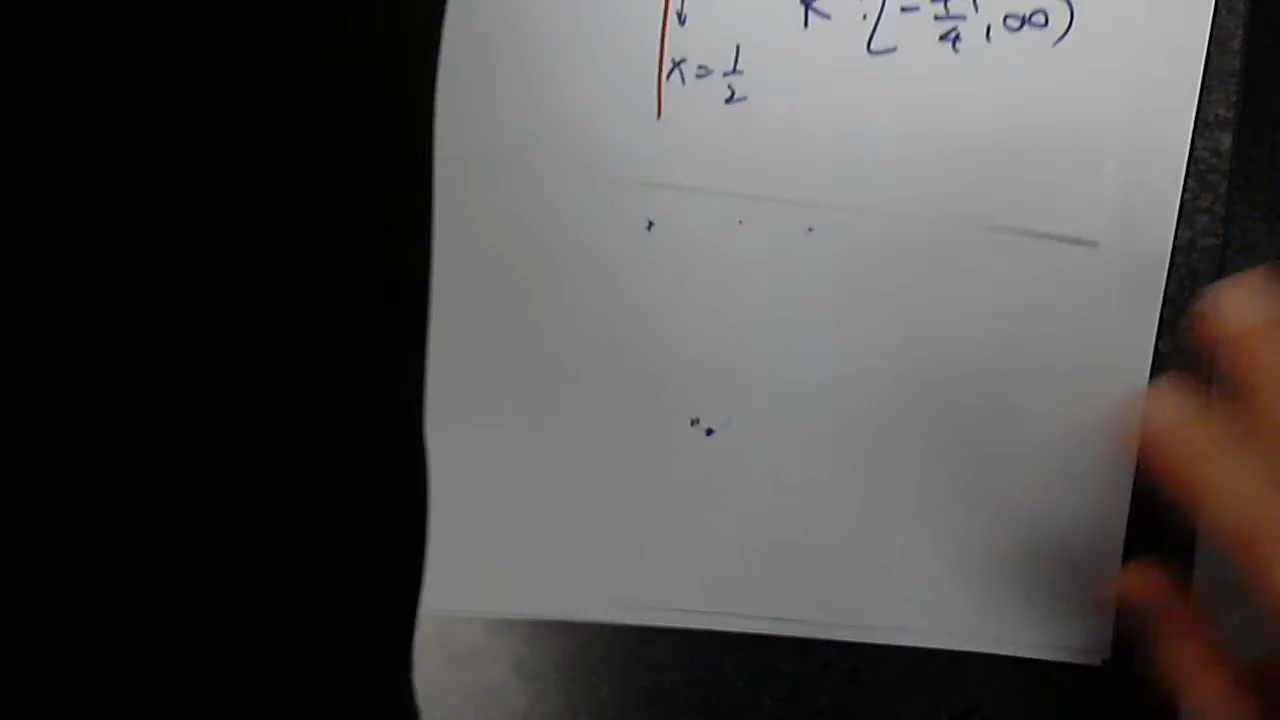 R : [-1/4, ∞)
x = 1/2